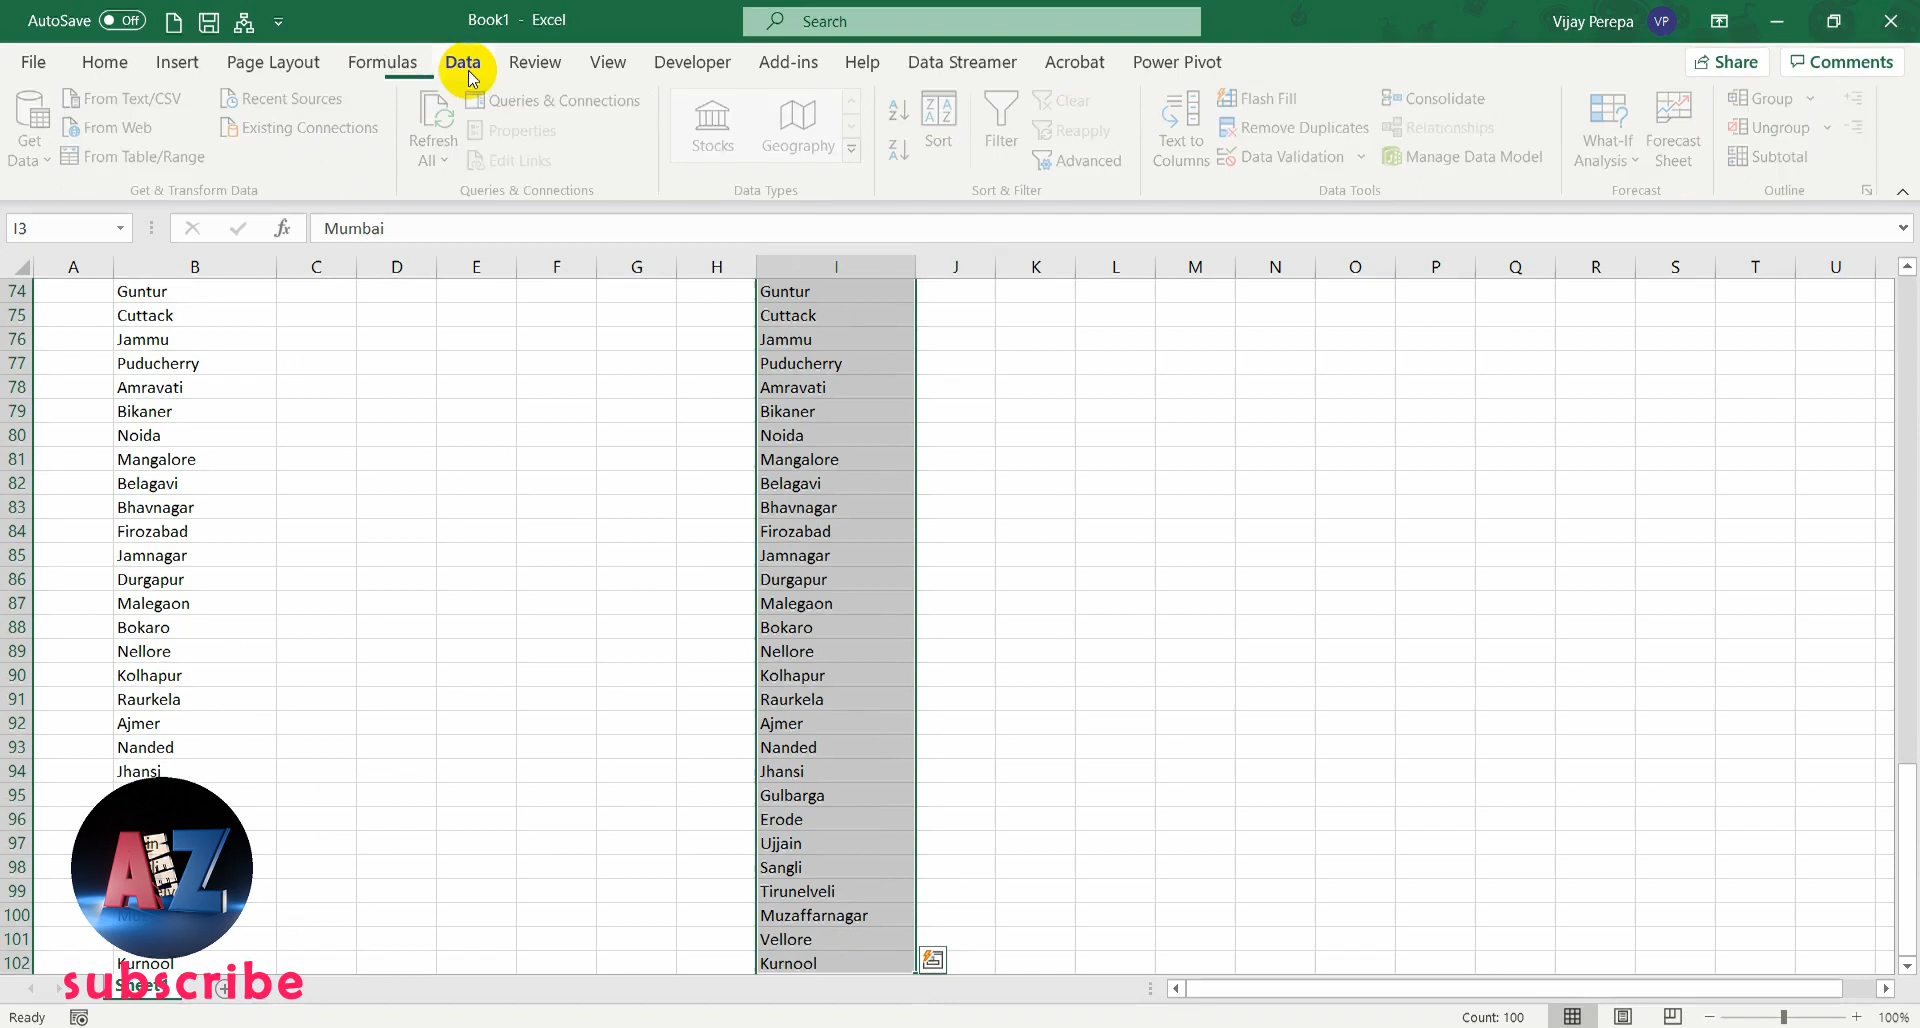 AutoSave Off Book1 - Excel Search Vijay Perepa VP
File Home Insert Page Layout Formulas Data Review View Developer Add-ins Help Data Streamer Acrobat Power Pivot Share Comments
Get Data
From Text/CSV
From Web
From Table/Range
Recent Sources
Existing Connections
Get & Transform Data
Refresh All
Queries & Connections
Properties
Edit Links
Queries & Connections
Stocks
Geography
Data Types
Sort
Filter
Clear
Reapply
Advanced
Sort & Filter
Text to Columns
Flash Fill
Remove Duplicates
Data Validation
Consolidate
Relationships
Manage Data Model
Data Tools
What-If Analysis
Forecast Sheet
Forecast
Group
Ungroup
Subtotal
Outline
I3 fx Mumbai
A B C D E F G H I J K L M N O P Q R S T U
74 Guntur Guntur
75 Cuttack Cuttack
76 Jammu Jammu
77 Puducherry Puducherry
78 Amravati Amravati
79 Bikaner Bikaner
80 Noida Noida
81 Mangalore Mangalore
82 Belagavi Belagavi
83 Bhavnagar Bhavnagar
84 Firozabad Firozabad
85 Jamnagar Jamnagar
86 Durgapur Durgapur
87 Malegaon Malegaon
88 Bokaro Bokaro
89 Nellore Nellore
90 Kolhapur Kolhapur
91 Raurkela Raurkela
92 Ajmer Ajmer
93 Nanded Nanded
94 Jhansi Jhansi
95 Gulbarga
96 Erode
97 Ujjain
98 Sangli
99 Tirunelveli
100 Muzaffarnagar
101 Vellore
102 Kurnool Kurnool
AZ
subscribe
Sheet1
Ready Count: 100 100%